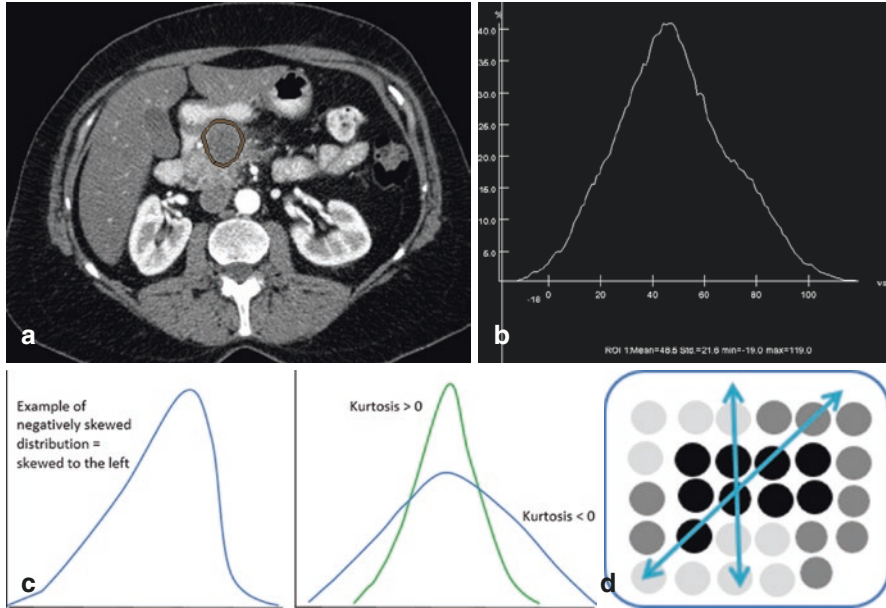 a
%
40.0
35.0
30.0
25.0
20.0
15.0
10.0
5.0
-18
0
20
40
60
80
100
ROI 1:Mean=48.5 Std.=21.6 min=-19.0 max=119.0
b
Example of
negatively skewed
distribution =
skewed to the left
c
Kurtosis > 0
Kurtosis < 0
d